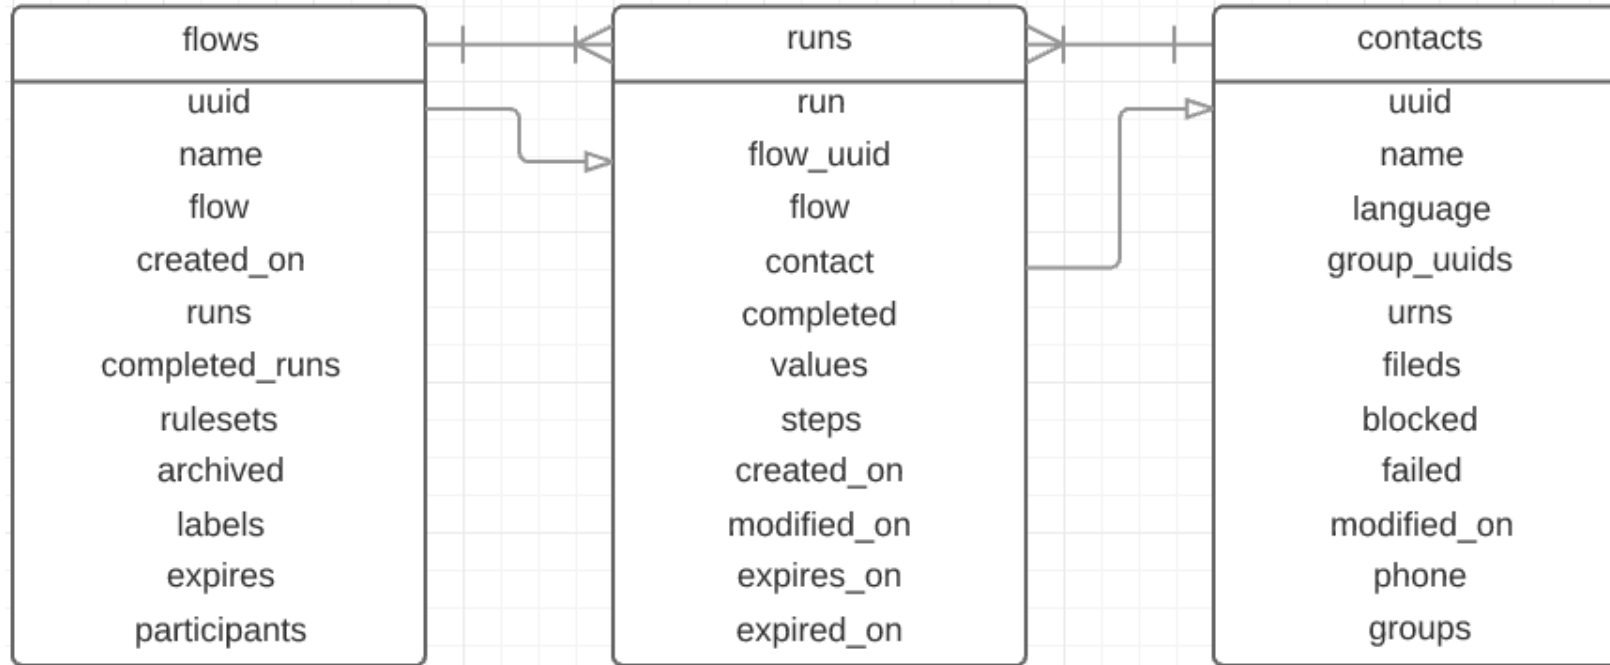 flows
uuid
name
flow
created_on
runs
completed_runs
rulesets
archived
labels
expires
participants
runs
run
flow_uuid
flow
contact
completed
values
steps
created_on
modified_on
expires_on
expired_on
contacts
uuid
name
language
group_uuids
urns
fileds
blocked
failed
modified_on
phone
groups